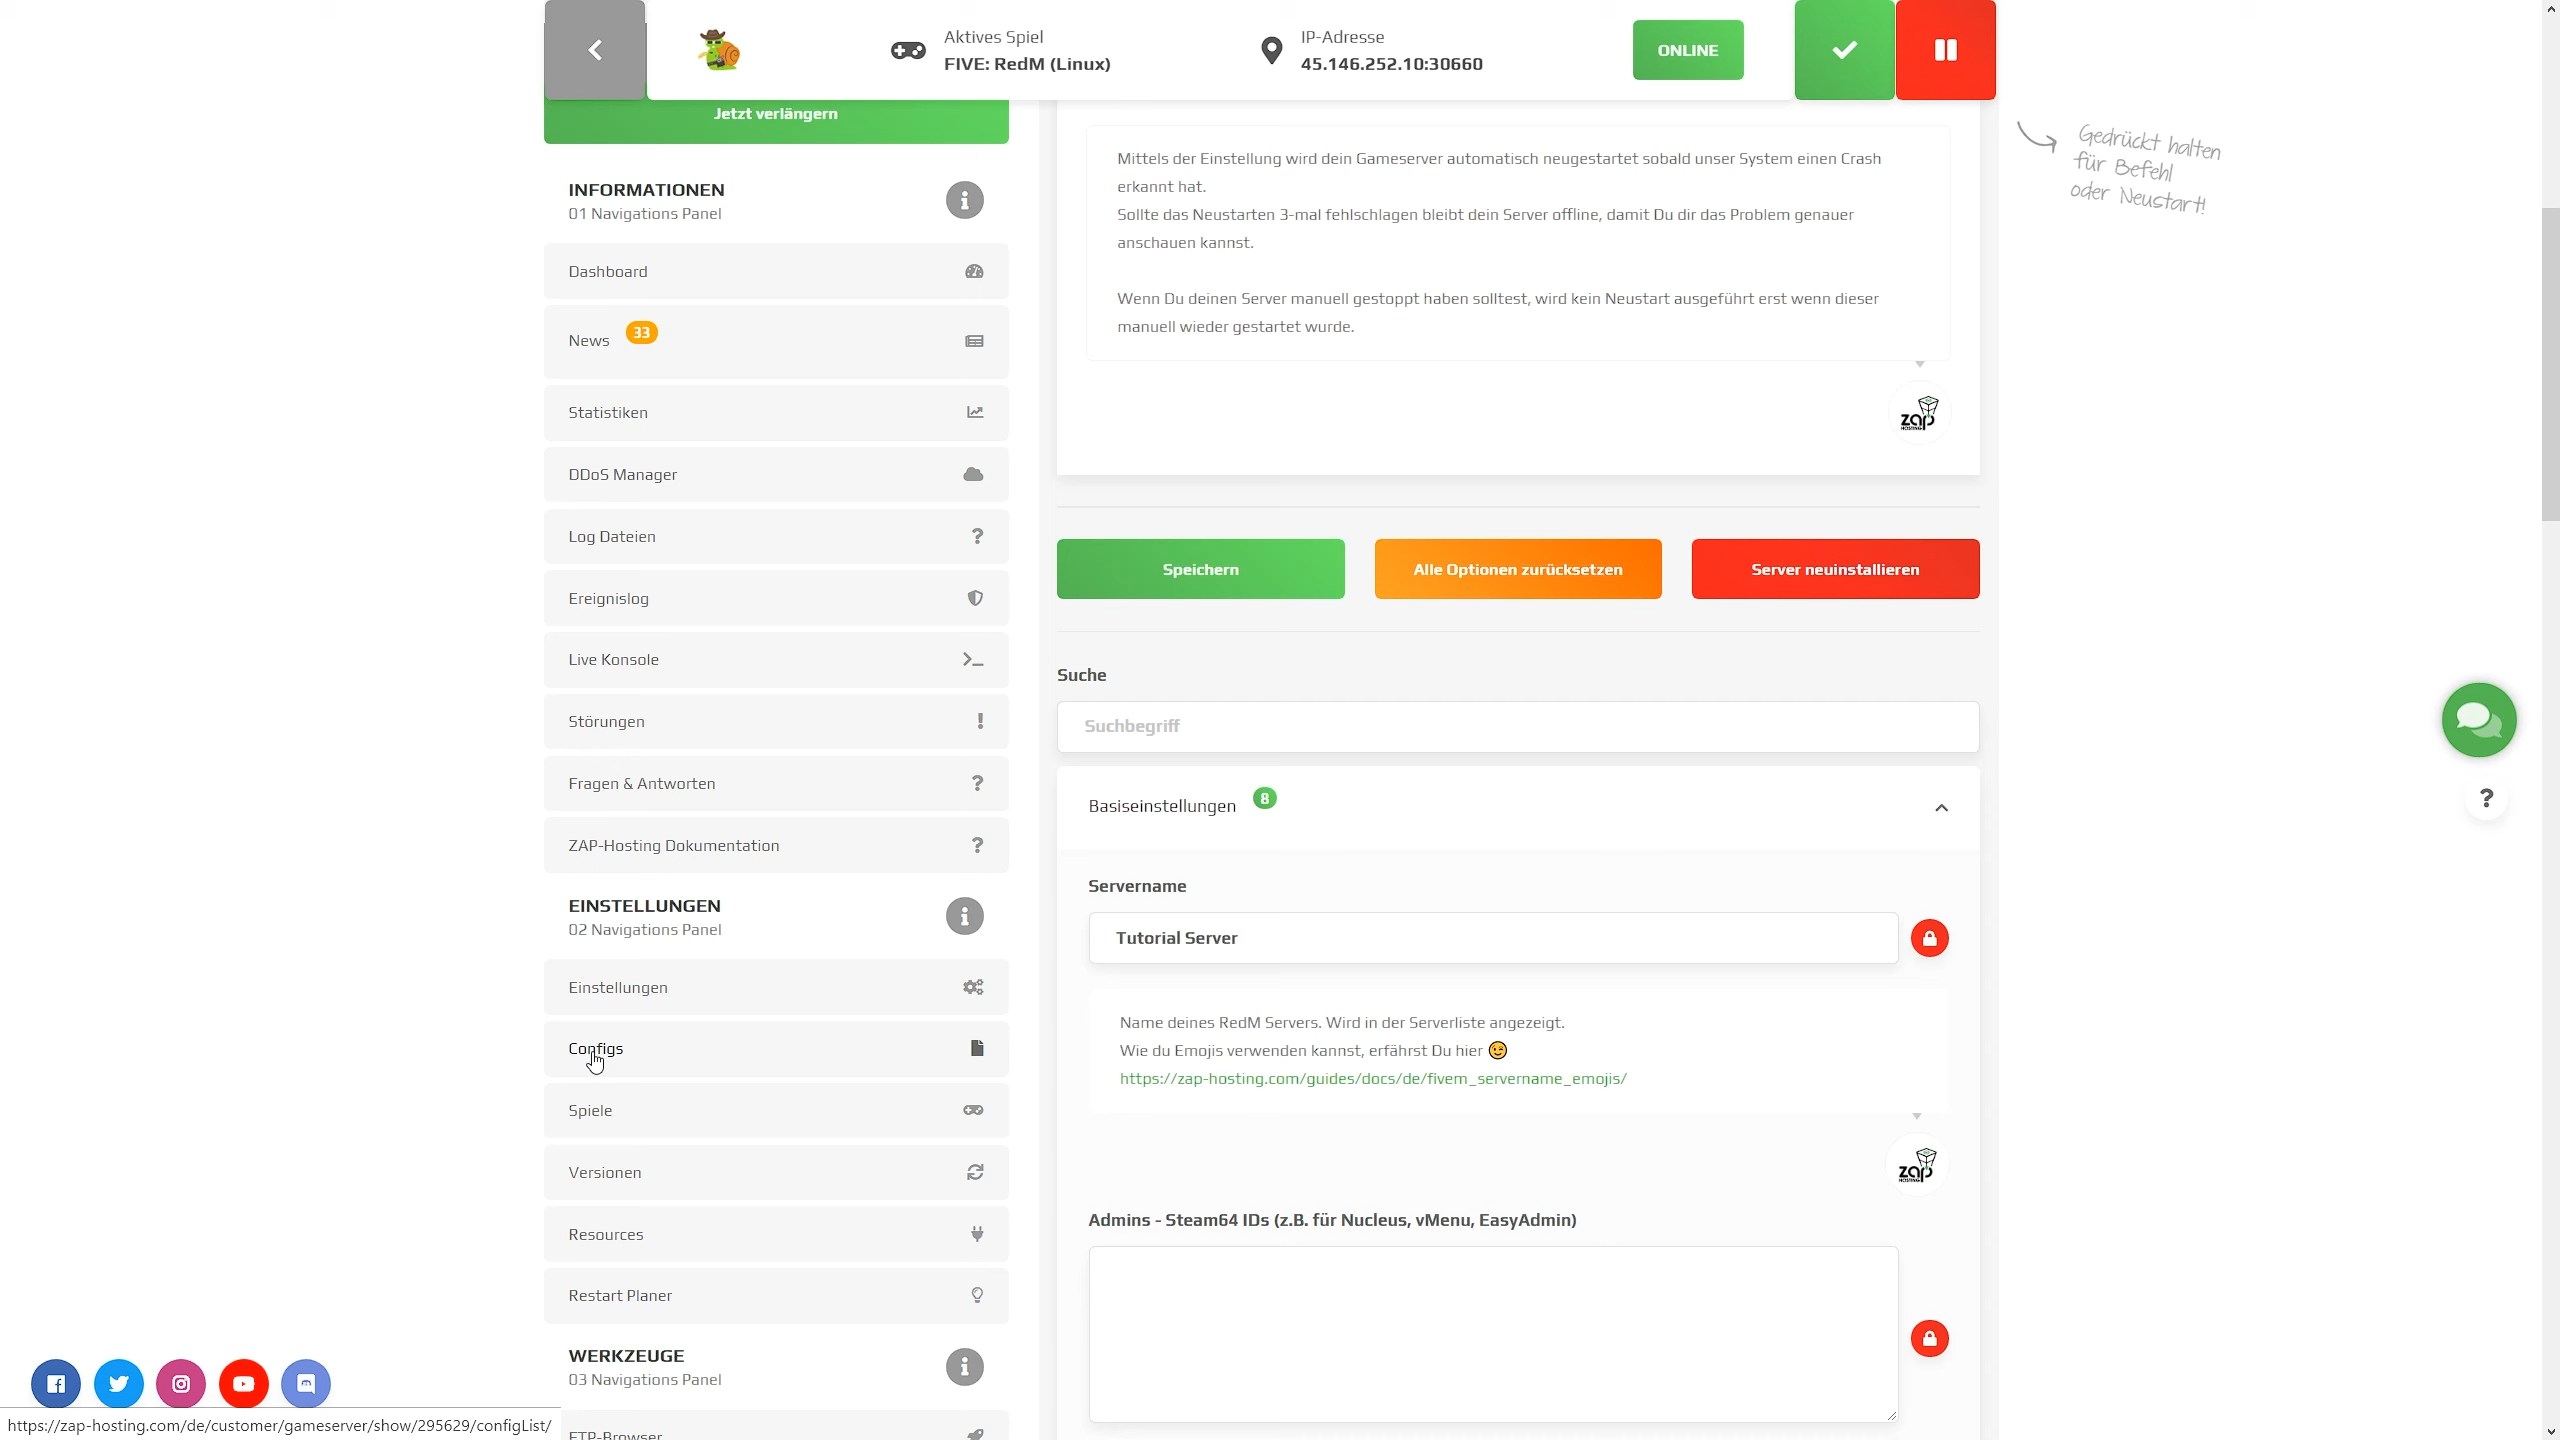 Aktives Spiel
FIVE: RedM (Linux)
IP-Adresse
45.146.252.10:30660
ONLINE
Gedrückt halten
für Befehl
oder Neustart!
Jetzt verlängern
INFORMATIONEN
01 Navigations Panel
Dashboard
News 33
Statistiken
DDoS Manager
Log Dateien
Ereignislog
Live Konsole
Störungen
Fragen & Antworten
ZAP-Hosting Dokumentation
EINSTELLUNGEN
02 Navigations Panel
Einstellungen
Configs
Spiele
Versionen
Resources
Restart Planer
WERKZEUGE
03 Navigations Panel
FTP-Browser
Mittels der Einstellung wird dein Gameserver automatisch neugestartet sobald unser System einen Crash
erkannt hat.
Sollte das Neustarten 3-mal fehlschlagen bleibt dein Server offline, damit Du dir das Problem genauer
anschauen kannst.
Wenn Du deinen Server manuell gestoppt haben solltest, wird kein Neustart ausgeführt erst wenn dieser
manuell wieder gestartet wurde.
zap
HOSTING
Speichern
Alle Optionen zurücksetzen
Server neuinstallieren
Suche
Suchbegriff
Basiseinstellungen 8
Servername
Tutorial Server
Name deines RedM Servers. Wird in der Serverliste angezeigt.
Wie du Emojis verwenden kannst, erfährst Du hier 😉
https://zap-hosting.com/guides/docs/de/fivem_servername_emojis/
zap
HOSTING
Admins - Steam64 IDs (z.B. für Nucleus, vMenu, EasyAdmin)
https://zap-hosting.com/de/customer/gameserver/show/295629/configList/